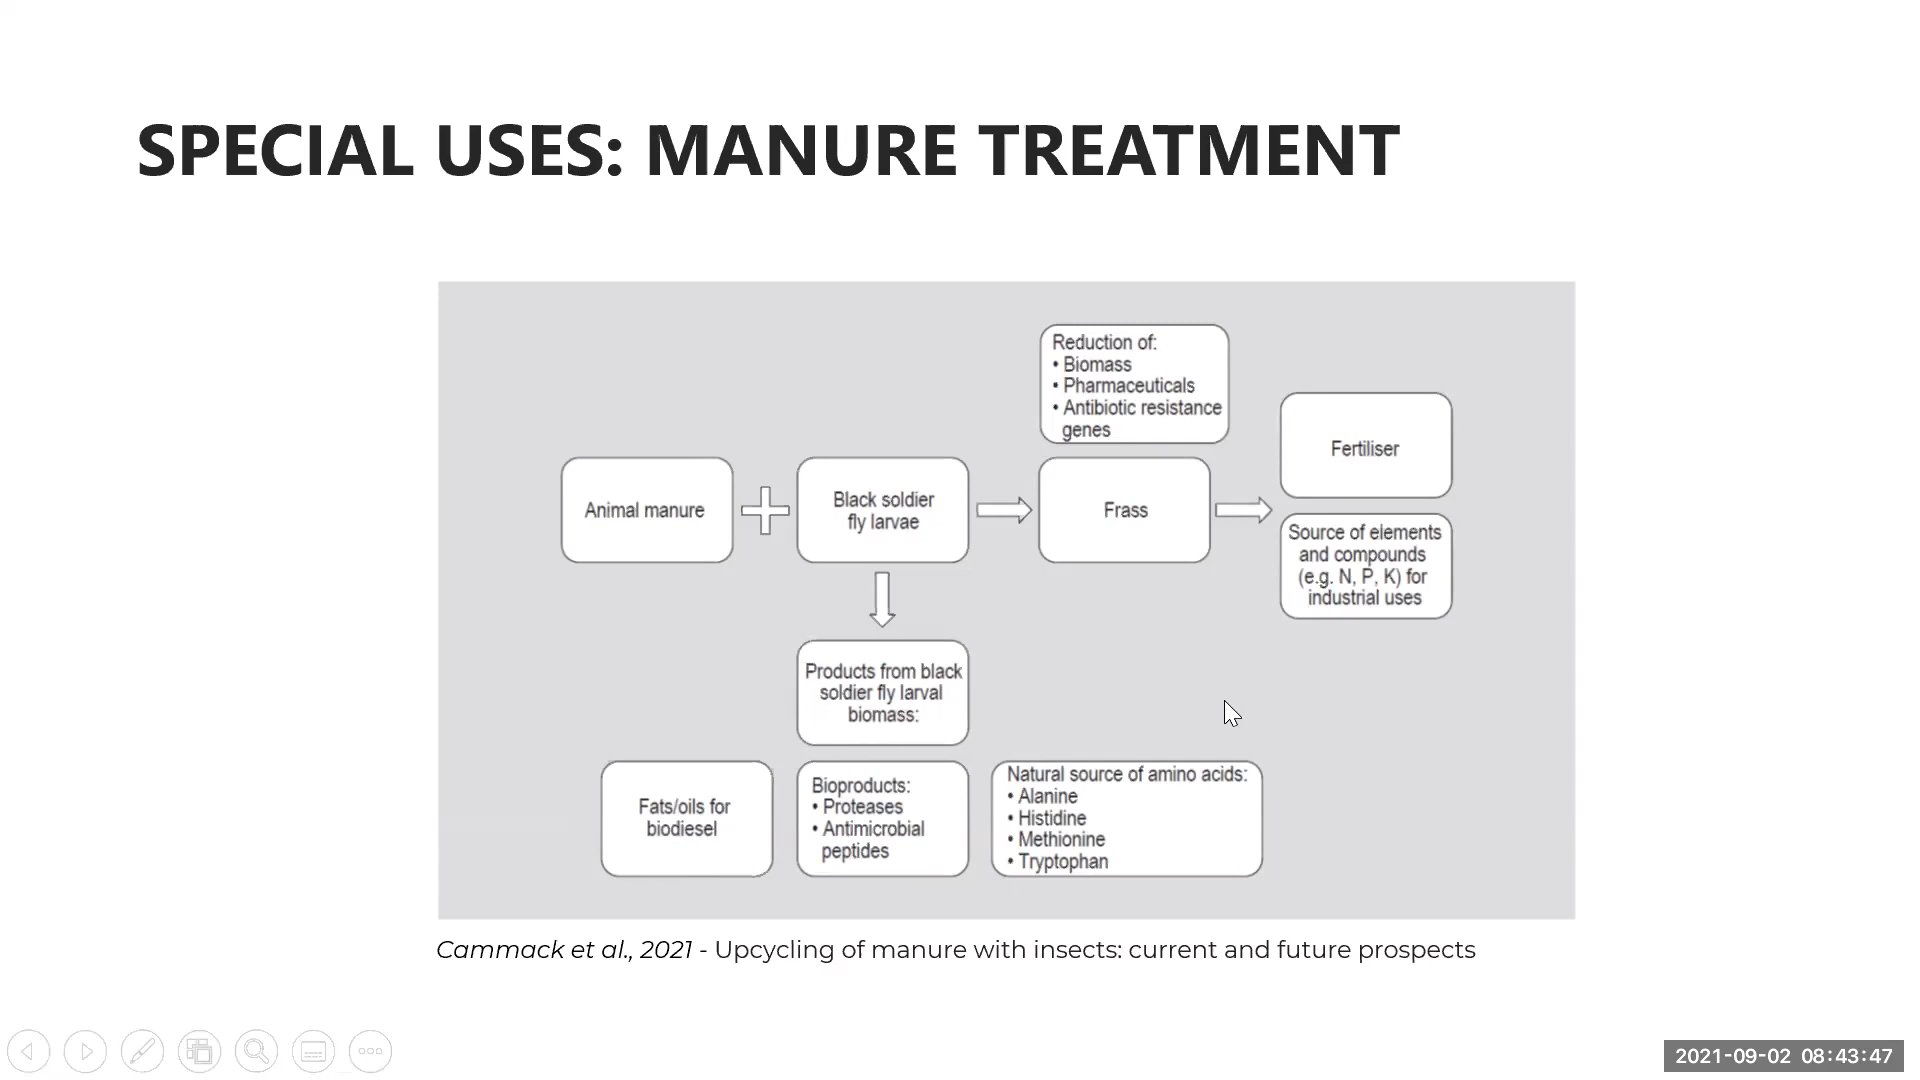 SPECIAL USES: MANURE TREATMENT
Reduction of:
• Biomass
• Pharmaceuticals
• Antibiotic resistance
genes
Animal manure
Black soldier
fly larvae
Frass
Fertiliser
Source of elements
and compounds
(e.g. N, P, K) for
industrial uses
Products from black
soldier fly larval
biomass:
Fats/oils for
biodiesel
Bioproducts:
• Proteases
• Antimicrobial
peptides
Natural source of amino acids:
• Alanine
• Histidine
• Methionine
• Tryptophan
Cammack et al., 2021 - Upcycling of manure with insects: current and future prospects
2021-09-02 08:43:47